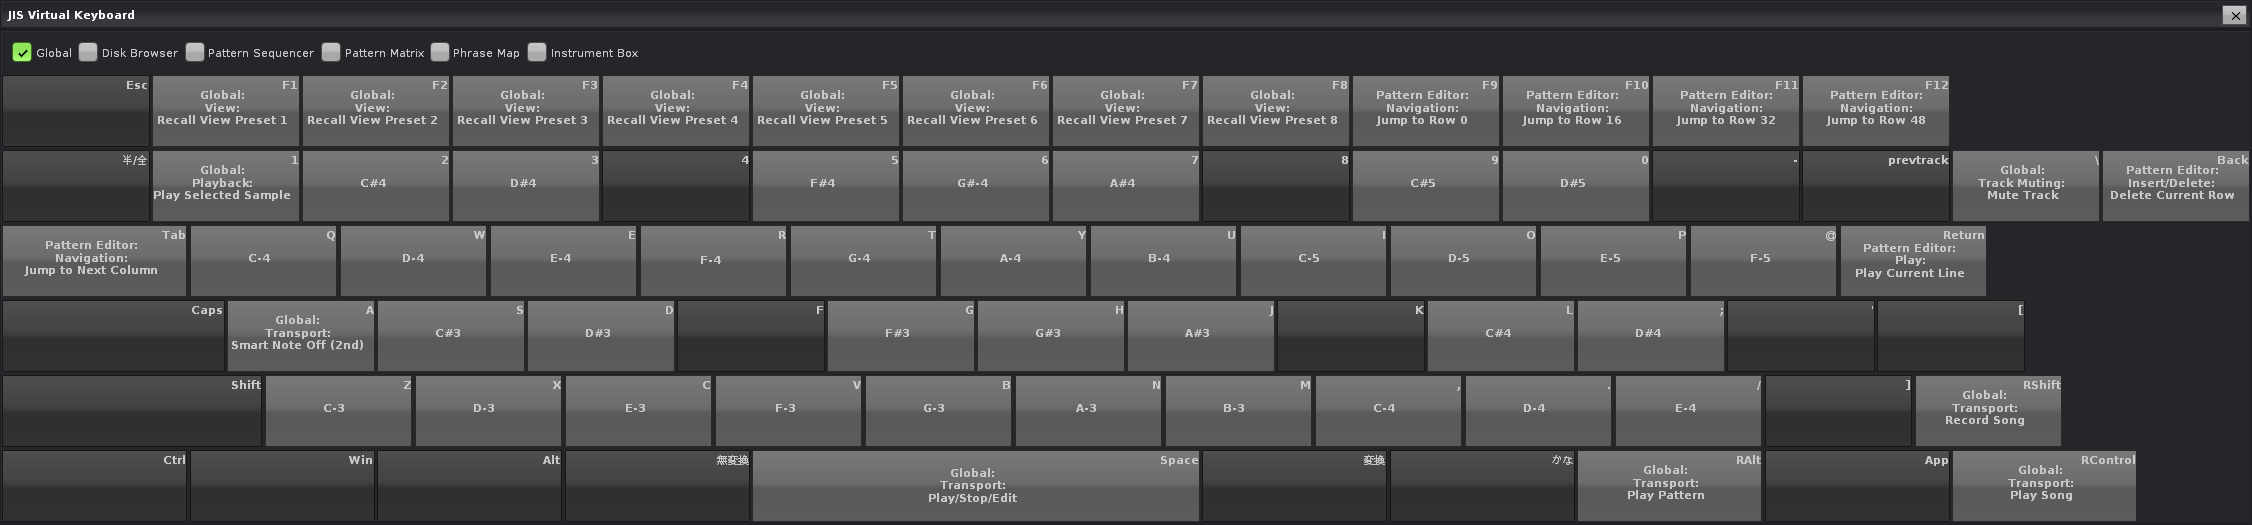 JIS Virtual Keyboard
Global Disk Browser Pattern Sequencer Pattern Matrix Phrase Map Instrument Box
Esc
F1
Global:
View:
Recall View Preset 1
F2
Global:
View:
Recall View Preset 2
F3
Global:
View:
Recall View Preset 3
F4
Global:
View:
Recall View Preset 4
F5
Global:
View:
Recall View Preset 5
F6
Global:
View:
Recall View Preset 6
F7
Global:
View:
Recall View Preset 7
F8
Global:
View:
Recall View Preset 8
F9
Pattern Editor:
Navigation:
Jump to Row 0
F10
Pattern Editor:
Navigation:
Jump to Row 16
F11
Pattern Editor:
Navigation:
Jump to Row 32
F12
Pattern Editor:
Navigation:
Jump to Row 48
半/全
1
Global:
Playback:
Play Selected Sample
2
C#4
3
D#4
4
5
F#4
6
G#-4
7
A#4
8
9
C#5
0
D#5
-
prevtrack
\
Global:
Track Muting:
Mute Track
Back
Pattern Editor:
Insert/Delete:
Delete Current Row
Tab
Pattern Editor:
Navigation:
Jump to Next Column
Q
C-4
W
D-4
E
E-4
R
F-4
T
G-4
Y
A-4
U
B-4
I
C-5
O
D-5
P
E-5
@
F-5
Return
Pattern Editor:
Play:
Play Current Line
Caps
A
Global:
Transport:
Smart Note Off (2nd)
S
C#3
D
D#3
F
G
F#3
H
G#3
J
A#3
K
L
C#4
;
D#4
'
[
Shift
Z
C-3
X
D-3
C
E-3
V
F-3
B
G-3
N
A-3
M
B-3
,
C-4
.
D-4
/
E-4
]
RShift
Global:
Transport:
Record Song
Ctrl
Win
Alt
無変換
Space
Global:
Transport:
Play/Stop/Edit
変換
かな
RAlt
Global:
Transport:
Play Pattern
App
RControl
Global:
Transport:
Play Song